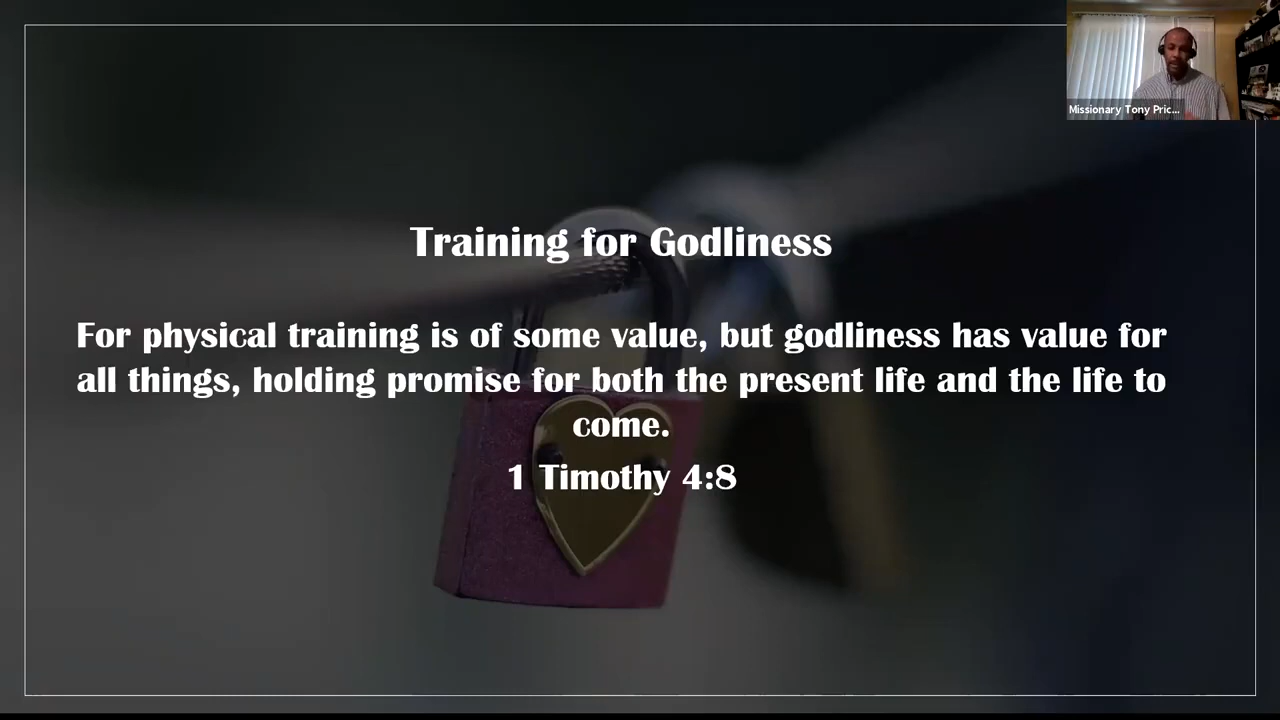 Missionary Tony Pric...
Training for Godliness
For physical training is of some value, but godliness has value for
all things, holding promise for both the present life and the life to
come.
1 Timothy 4:8